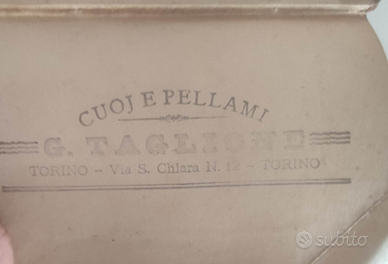 CUOJ E PELLAMI
G. TAGLIONE
TORINO - Via S. Chiara N. 12 - TORINO
subito